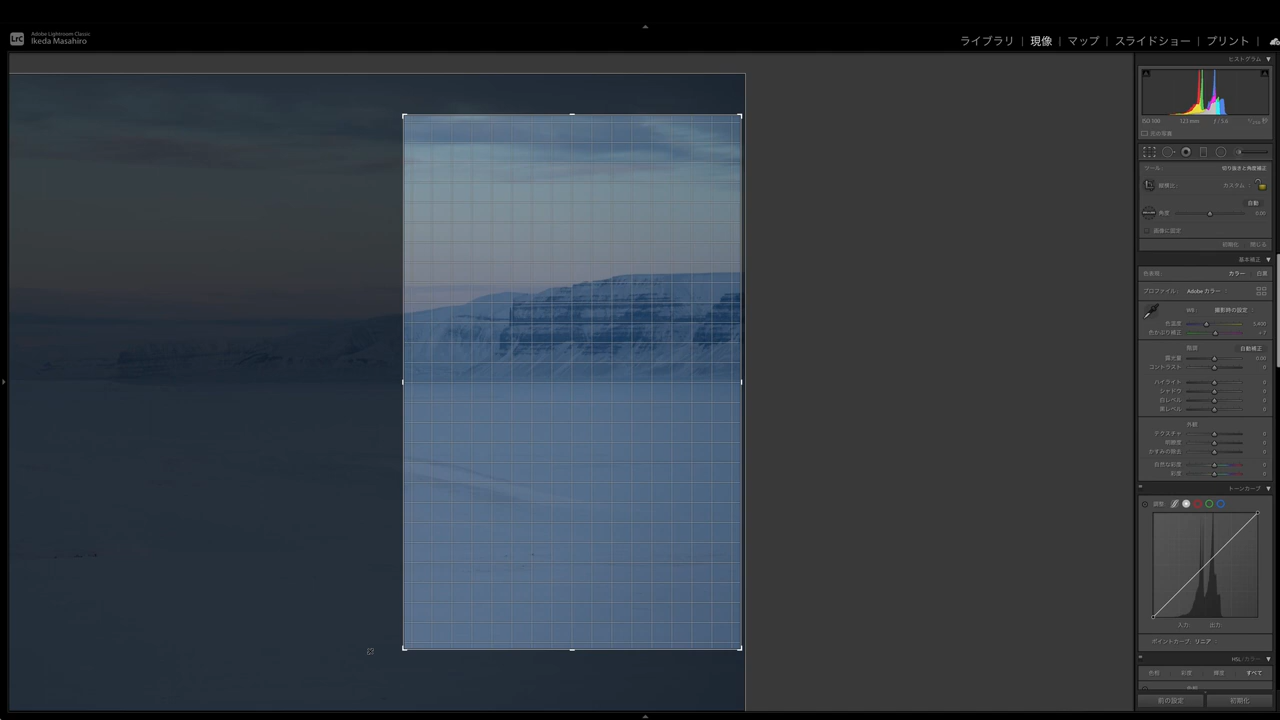 LrC
Adobe Lightroom Classic
Ikeda Masahiro
ライブラリ | 現像 | マップ | スライドショー | プリント |
ヒストグラム
ISO 100 123 mm f / 5.6
元の写真
ツール: 切り抜きと角度補正
縦横比: カスタム
自動
角度 0.00
画像に固定
初期化 閉じる
基本補正
色表現: カラー 白黒
プロファイル: Adobe カラー
WB: 撮影時の設定
色温度 5,800
色かぶり補正 + 7
階調 自動補正
露光量 0.00
コントラスト 0
ハイライト 0
シャドウ 0
白レベル 0
黒レベル 0
外観
テクスチャ 0
明瞭度 0
かすみの除去 0
自然な彩度 0
彩度 0
トーンカーブ
調整:
入力: 出力:
ポイントカーブ: リニア
HSL/カラー
色相 彩度 輝度 すべて
色相
前の設定 初期化